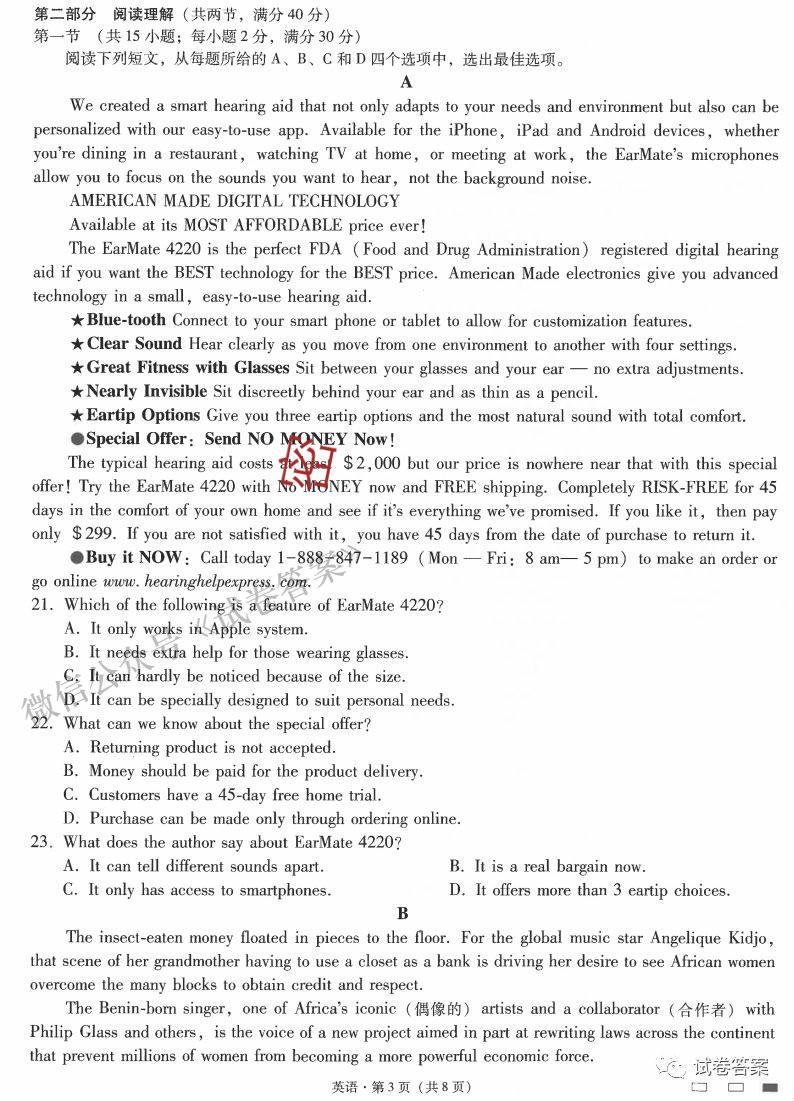 第二部分 阅读理解（共两节，满分 40 分）
第一节 （共 15 小题；每小题 2 分，满分 30 分）
阅读下列短文，从每题所给的 A、B、C 和 D 四个选项中，选出最佳选项。
A
We created a smart hearing aid that not only adapts to your needs and environment but also can be
personalized with our easy-to-use app. Available for the iPhone, iPad and Android devices, whether
you're dining in a restaurant, watching TV at home, or meeting at work, the EarMate's microphones
allow you to focus on the sounds you want to hear, not the background noise.
AMERICAN MADE DIGITAL TECHNOLOGY
Available at its MOST AFFORDABLE price ever!
The EarMate 4220 is the perfect FDA (Food and Drug Administration) registered digital hearing
aid if you want the BEST technology for the BEST price. American Made electronics give you advanced
technology in a small, easy-to-use hearing aid.
★Blue-tooth Connect to your smart phone or tablet to allow for customization features.
★Clear Sound Hear clearly as you move from one environment to another with four settings.
★Great Fitness with Glasses Sit between your glasses and your ear — no extra adjustments.
★Nearly Invisible Sit discreetly behind your ear and as thin as a pencil.
★Eartip Options Give you three eartip options and the most natural sound with total comfort.
●Special Offer: Send NO MONEY Now!
The typical hearing aid costs at least $2,000 but our price is nowhere near that with this special
offer! Try the EarMate 4220 with No MONEY now and FREE shipping. Completely RISK-FREE for 45
days in the comfort of your own home and see if it's everything we've promised. If you like it, then pay
only $299. If you are not satisfied with it, you have 45 days from the date of purchase to return it.
●Buy it NOW: Call today 1-888-847-1189 (Mon — Fri: 8 am— 5 pm) to make an order or
go online www.hearinghelpexpress.com.
21. Which of the following is a feature of EarMate 4220?
A. It only works in Apple system.
B. It needs extra help for those wearing glasses.
C. It can hardly be noticed because of the size.
D. It can be specially designed to suit personal needs.
22. What can we know about the special offer?
A. Returning product is not accepted.
B. Money should be paid for the product delivery.
C. Customers have a 45-day free home trial.
D. Purchase can be made only through ordering online.
23. What does the author say about EarMate 4220?
A. It can tell different sounds apart. B. It is a real bargain now.
C. It only has access to smartphones. D. It offers more than 3 eartip choices.
B
The insect-eaten money floated in pieces to the floor. For the global music star Angelique Kidjo,
that scene of her grandmother having to use a closet as a bank is driving her desire to see African women
overcome the many blocks to obtain credit and respect.
The Benin-born singer, one of Africa's iconic (偶像的) artists and a collaborator (合作者) with
Philip Glass and others, is the voice of a new project aimed in part at rewriting laws across the continent
that prevent millions of women from becoming a more powerful economic force.
英语·第 3 页（共 8 页）
微信公众号《试卷答案》
试卷答案